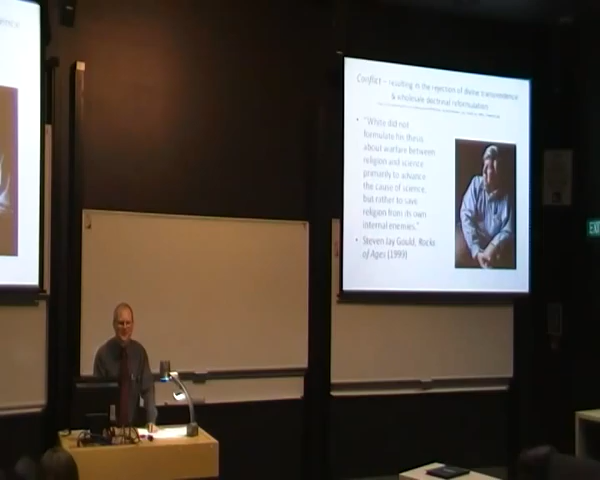 Conflict – resulting in the rejection of divine transcendence
& wholesale doctrinal reformulation
• "White did not
formulate his thesis
about warfare between
religion and science
primarily to advance
the cause of science,
but rather to save
religion from its own
internal enemies."
• Steven Jay Gould, Rocks
of Ages (1999)
EXIT